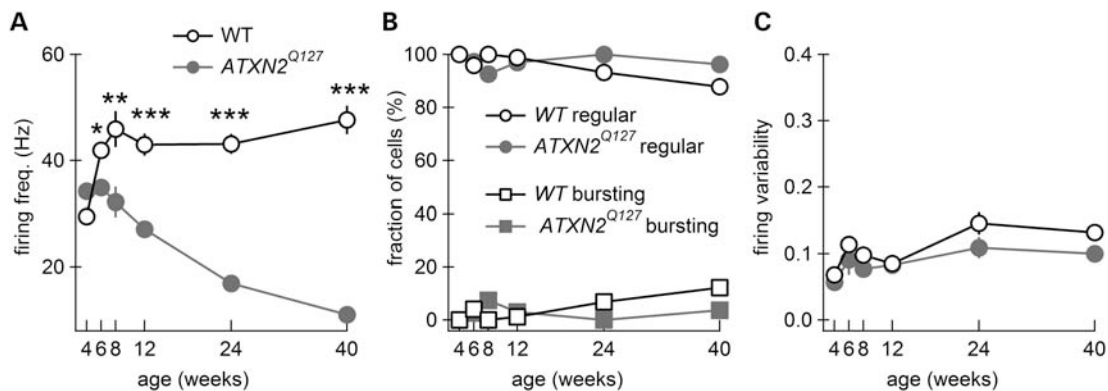 A
WT
ATXN2Q127
60
40
20
firing freq. (Hz)
*
**
***
***
***
4 6 8 12 24 40
age (weeks)
B
100
80
60
40
20
0
fraction of cells (%)
WT regular
ATXN2Q127 regular
WT bursting
ATXN2Q127 bursting
4 6 8 12 24 40
age (weeks)
C
0.4
0.3
0.2
0.1
0.0
firing variability
4 6 8 12 24 40
age (weeks)